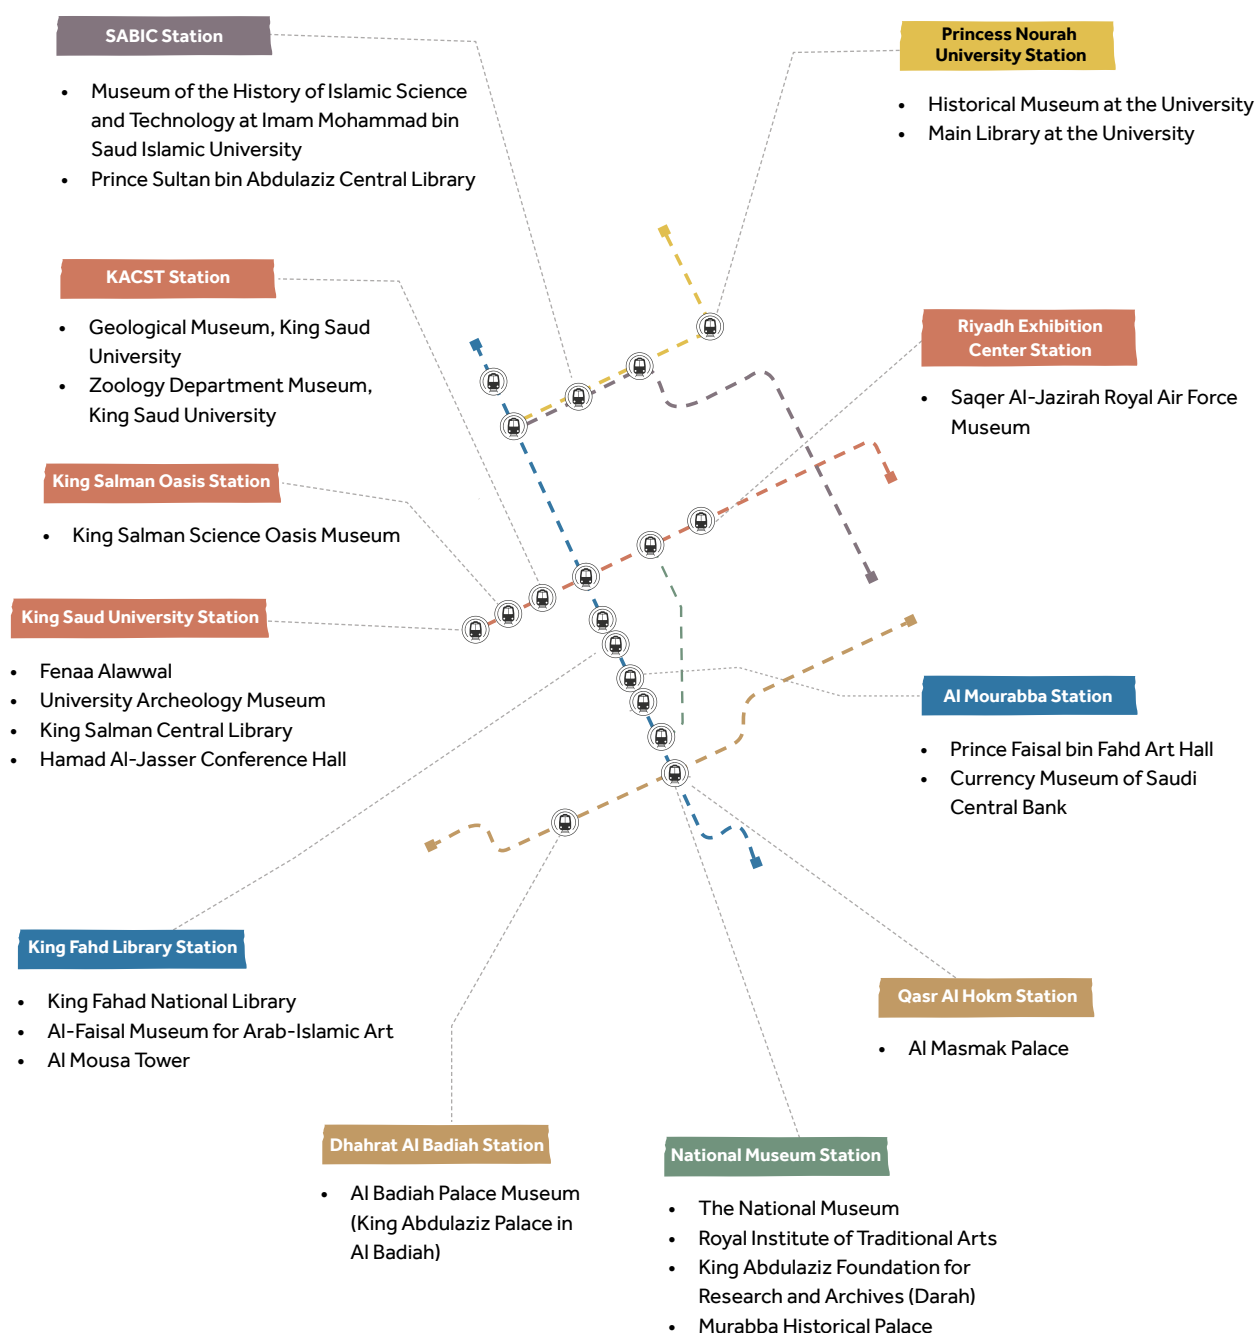 SABIC Station
• Museum of the History of Islamic Science
and Technology at Imam Mohammad bin
Saud Islamic University
• Prince Sultan bin Abdulaziz Central Library
Princess Nourah
University Station
• Historical Museum at the University
• Main Library at the University
KACST Station
• Geological Museum, King Saud
University
• Zoology Department Museum,
King Saud University
Riyadh Exhibition
Center Station
• Saqer Al-Jazirah Royal Air Force
Museum
King Salman Oasis Station
• King Salman Science Oasis Museum
King Saud University Station
• Fenaa Alawwal
• University Archeology Museum
• King Salman Central Library
• Hamad Al-Jasser Conference Hall
Al Mourabba Station
• Prince Faisal bin Fahd Art Hall
• Currency Museum of Saudi
Central Bank
King Fahd Library Station
• King Fahad National Library
• Al-Faisal Museum for Arab-Islamic Art
• Al Mousa Tower
Qasr Al Hokm Station
• Al Masmak Palace
Dhahrat Al Badiah Station
• Al Badiah Palace Museum
(King Abdulaziz Palace in
Al Badiah)
National Museum Station
• The National Museum
• Royal Institute of Traditional Arts
• King Abdulaziz Foundation for
Research and Archives (Darah)
• Murabba Historical Palace